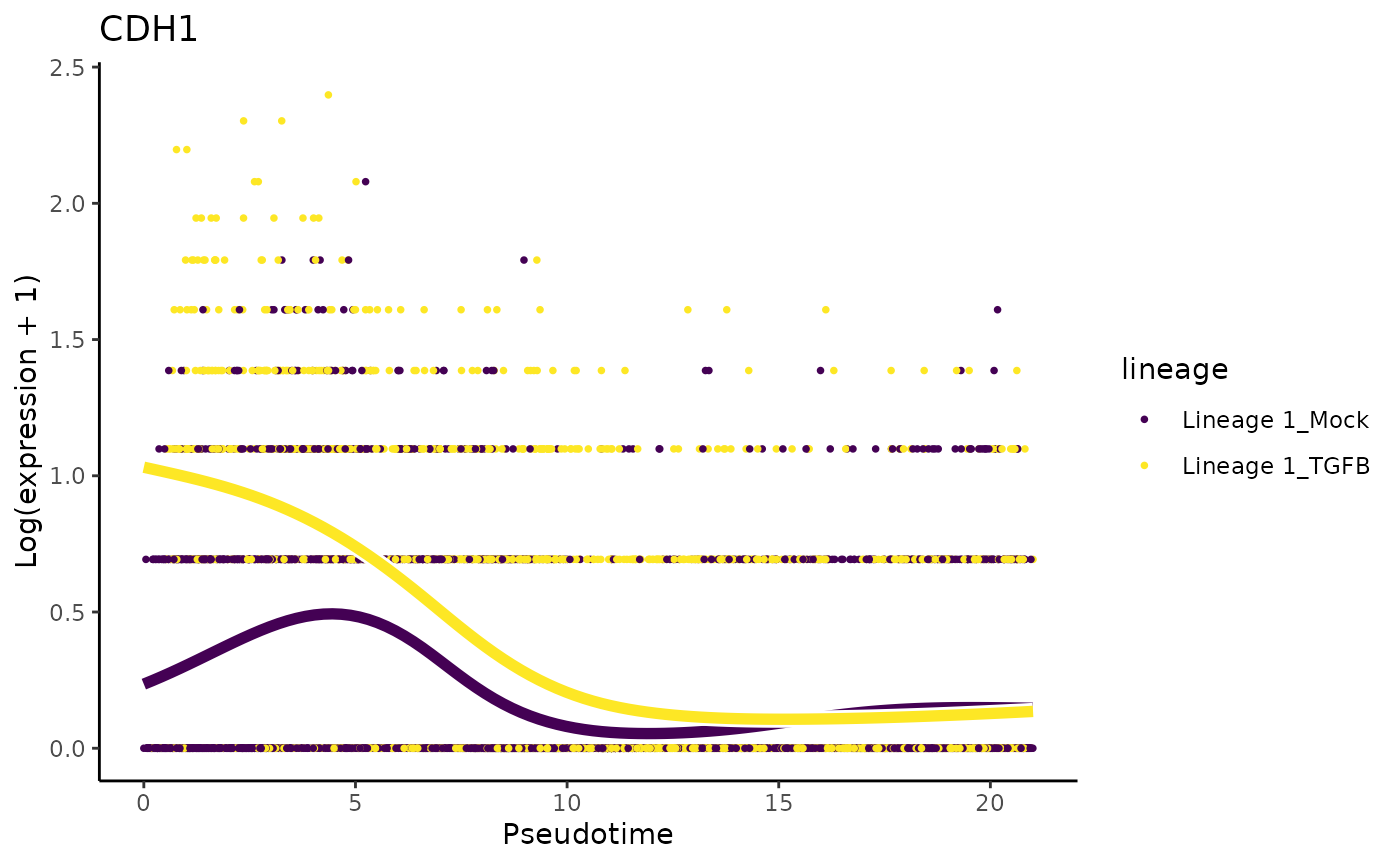 CDH1
2.5
2.0
1.5
1.0
0.5
0.0
Log(expression + 1)
0 5 10 15 20
Pseudotime
lineage
Lineage 1_Mock
Lineage 1_TGFB